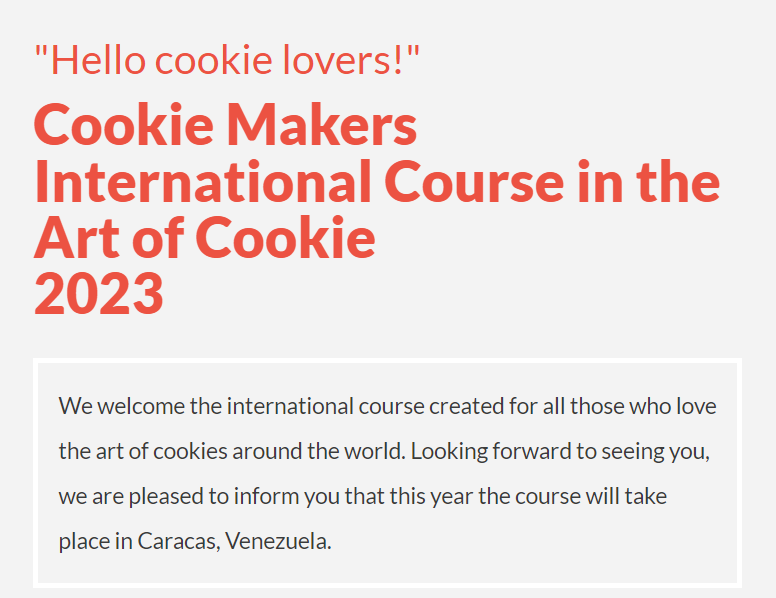 "Hello cookie lovers!"
Cookie Makers
International Course in the
Art of Cookie
2023
We welcome the international course created for all those who love
the art of cookies around the world. Looking forward to seeing you,
we are pleased to inform you that this year the course will take
place in Caracas, Venezuela.